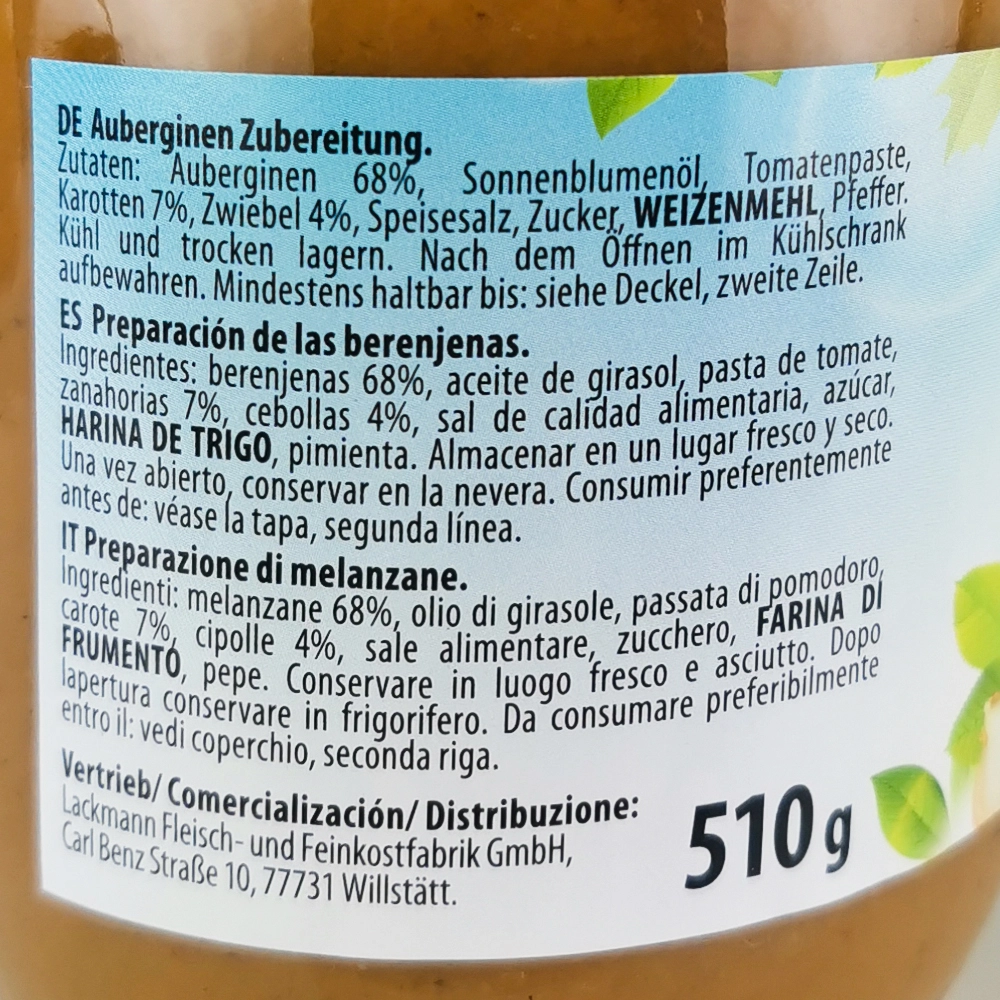 DE Auberginen Zubereitung.
Zutaten: Auberginen 68%, Sonnenblumenöl, Tomatenpaste,
Karotten 7%, Zwiebel 4%, Speisesalz, Zucker, WEIZENMEHL, Pfeffer.
Kühl und trocken lagern. Nach dem Öffnen im Kühlschrank
aufbewahren. Mindestens haltbar bis: siehe Deckel, zweite Zeile.
ES Preparación de las berenjenas.
Ingredientes: berenjenas 68%, aceite de girasol, pasta de tomate,
zanahorias 7%, cebollas 4%, sal de calidad alimentaria, azúcar,
HARINA DE TRIGO, pimienta. Almacenar en un lugar fresco y seco.
Una vez abierto, conservar en la nevera. Consumir preferentemente
antes de: véase la tapa, segunda línea.
IT Preparazione di melanzane.
Ingredienti: melanzane 68%, olio di girasole, passata di pomodoro,
carote 7%, cipolle 4%, sale alimentare, zucchero, FARINA DI
FRUMENTO, pepe. Conservare in luogo fresco e asciutto. Dopo
lapertura conservare in frigorifero. Da consumare preferibilmente
entro il: vedi coperchio, seconda riga.
Vertrieb/ Comercialización/ Distribuzione:
Lackmann Fleisch- und Feinkostfabrik GmbH,
Carl Benz Straße 10, 77731 Willstätt.
510 g